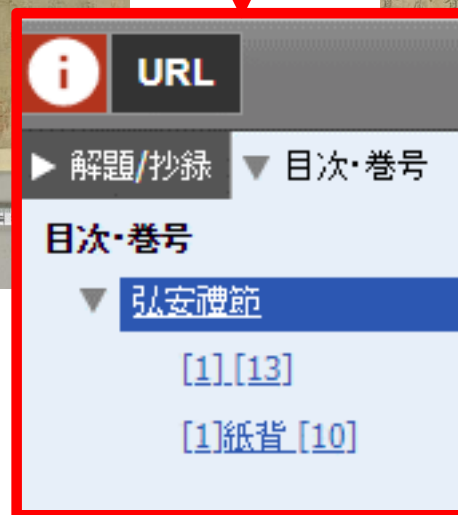 i URL
▶ 解題/抄録 ▼ 目次・巻号
目次・巻号
▼ 弘安禮節
[1] [13]
[1]紙背 [10]